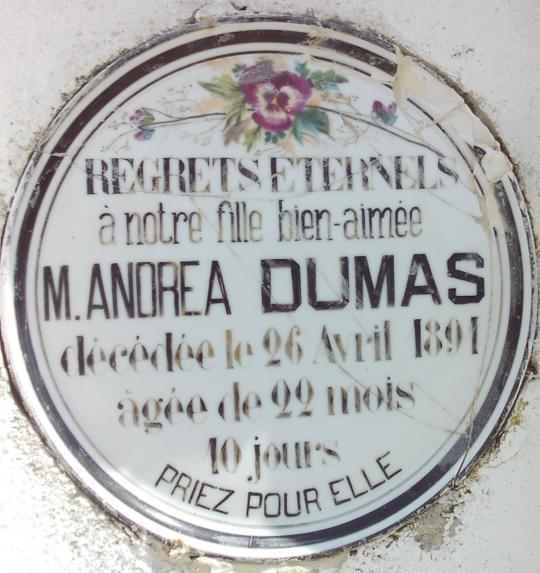 REGRETS ETERNELS
à notre fille bien-aimée
M. ANDREA DUMAS
décédée le 26 Avril 1891
âgée de 22 mois
10 jours
PRIEZ POUR ELLE